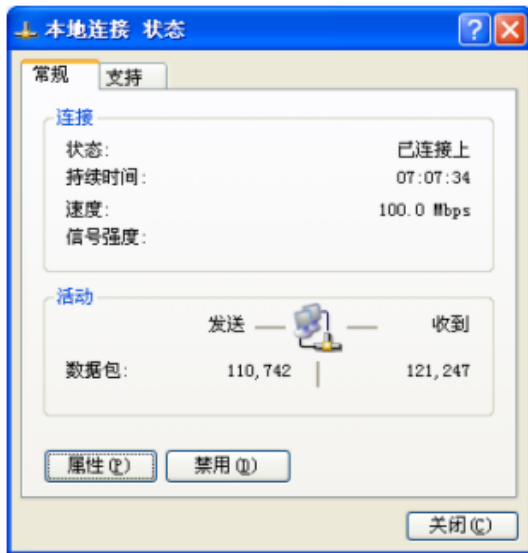 本地连接 状态
常规 支持
连接
状态: 已连接上
持续时间: 07:07:34
速度: 100.0 Mbps
信号强度:
活动
发送 — — 收到
数据包: 110,742 | 121,247
属性(P) 禁用(D)
关闭(C)